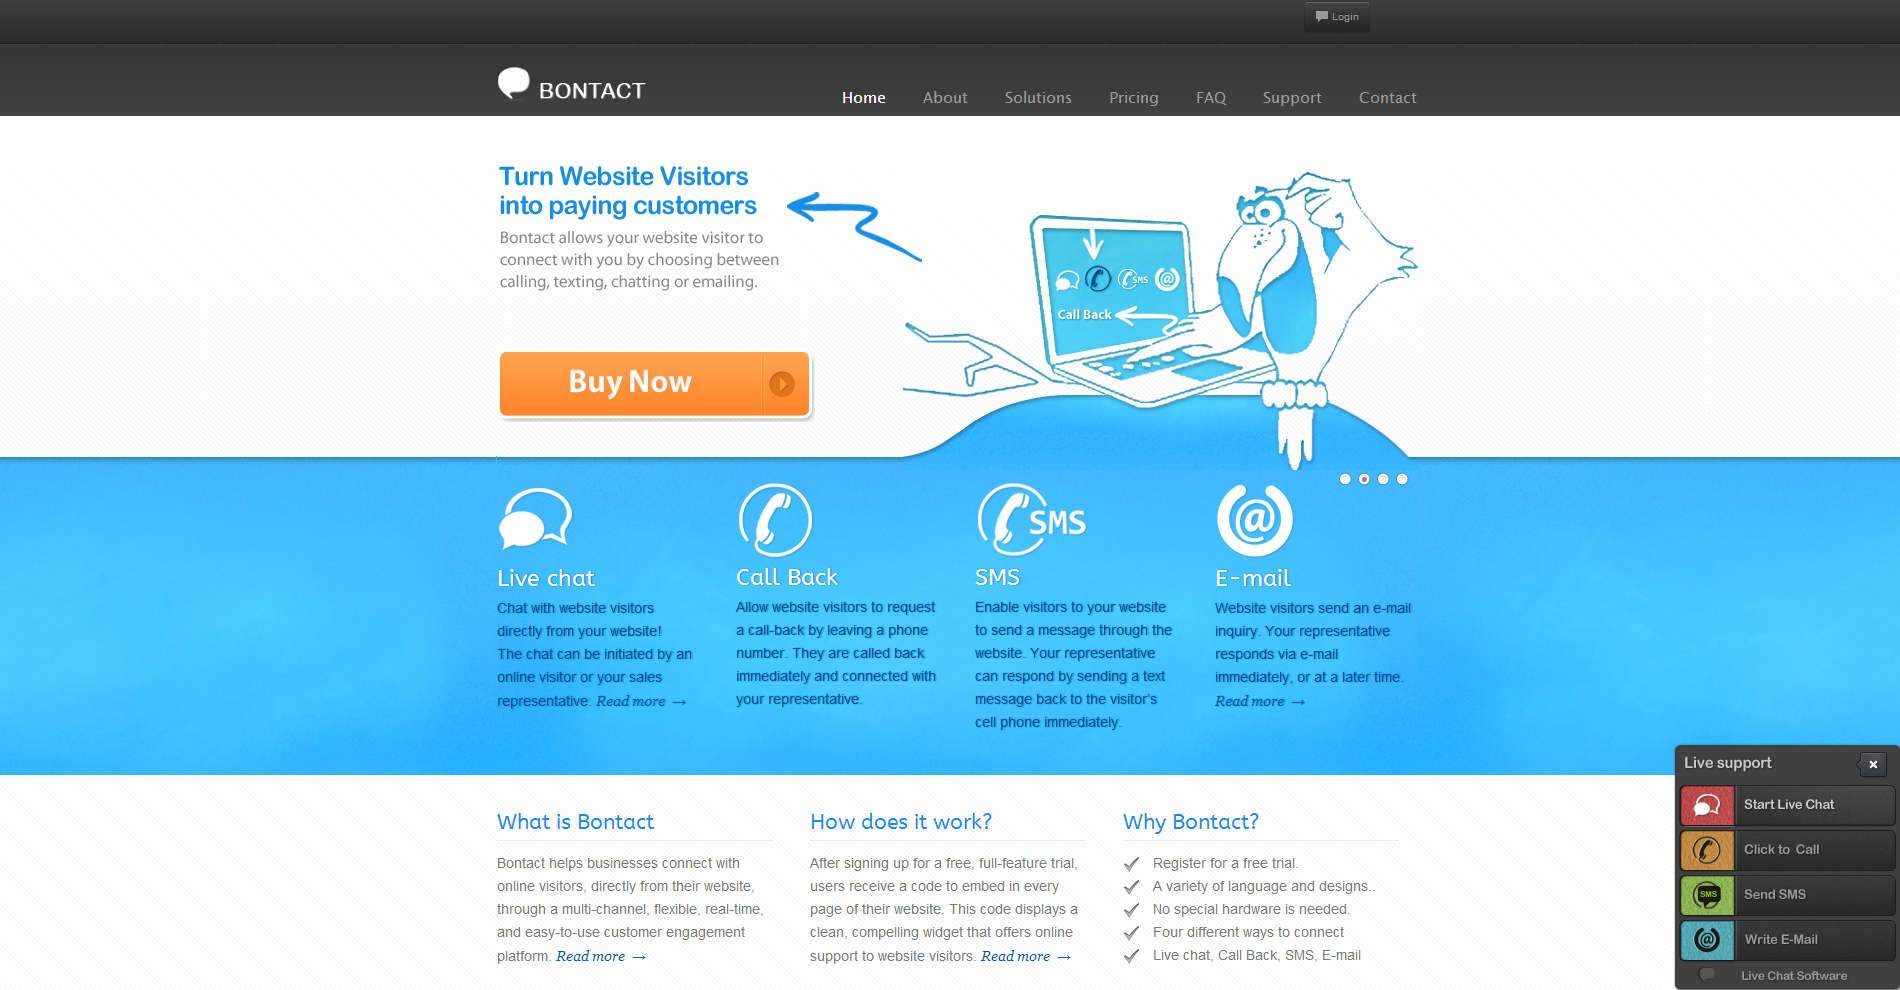 Login
BONTACT
Home About Solutions Pricing FAQ Support Contact
Turn Website Visitors
into paying customers
Bontact allows your website visitor to
connect with you by choosing between
calling, texting, chatting or emailing.
SMS
Call Back
Buy Now
SMS
Live chat
Chat with website visitors
directly from your website!
The chat can be initiated by an
online visitor or your sales
representative. Read more →
Call Back
Allow website visitors to request
a call-back by leaving a phone
number. They are called back
immediately and connected with
your representative.
SMS
Enable visitors to your website
to send a message through the
website. Your representative
can respond by sending a text
message back to the visitor's
cell phone immediately.
E-mail
Website visitors send an e-mail
inquiry. Your representative
responds via e-mail
immediately, or at a later time.
Read more →
What is Bontact
Bontact helps businesses connect with
online visitors, directly from their website,
through a multi-channel, flexible, real-time,
and easy-to-use customer engagement
platform. Read more →
How does it work?
After signing up for a free, full-feature trial,
users receive a code to embed in every
page of their website. This code displays a
clean, compelling widget that offers online
support to website visitors. Read more →
Why Bontact?
Register for a free trial.
A variety of language and designs..
No special hardware is needed.
Four different ways to connect
Live chat, Call Back, SMS, E-mail
Live support
Start Live Chat
Click to Call
SMS
Send SMS
Write E-Mail
Live Chat Software